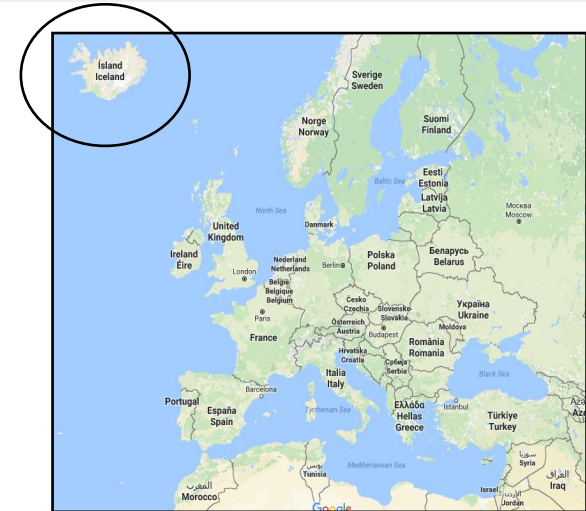 Ísland
Iceland
Sverige
Sweden
Norge
Norway
Suomi
Finland
Eesti
Estonia
Baltic Sea
Latvija
Latvia
Москва
Moscow
North Sea
United
Kingdom
Danmark
Ireland
Éire
London
Nederland
Netherlands
Berlin
Polska
Poland
Беларусь
Belarus
België
Belgique
Belgium
Paris
Česko
Czechia
Slovensko
Slovakia
Україна
Ukraine
Österreich
Austria
Budapest
Moldova
France
România
Romania
Hrvatska
Croatia
Србија
Serbia
Italia
Italy
Black Sea
Barcelona
Portugal
España
Spain
Tyrrhenian Sea
Ελλάδα
Hellas
Greece
İstanbul
Türkiye
Turkey
Azə
Aze
تونس
Tunisia
Mediterranean Sea
سوريا
Syria
العراق
Iraq
المغرب
Morocco
Israel
الأردن
Jordan
Google